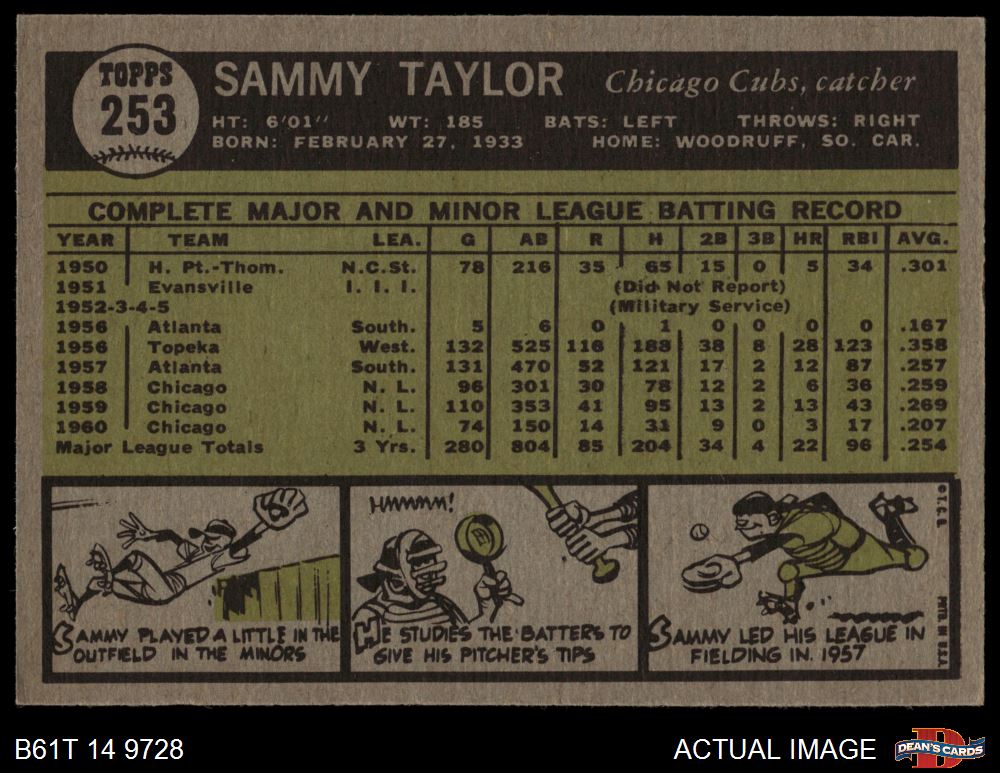 TOPPS
253
SAMMY TAYLOR Chicago Cubs, catcher
HT: 6'01" WT: 185 BATS: LEFT THROWS: RIGHT
BORN: FEBRUARY 27, 1933 HOME: WOODRUFF, SO. CAR.
COMPLETE MAJOR AND MINOR LEAGUE BATTING RECORD
YEAR TEAM LEA. G AB R H 2B 3B HR RBI AVG.
1950 H. Pt.-Thom. N.C.St. 78 216 35 65 15 0 5 34 .301
1951 Evansville I. I. I. (Did Not Report)
1952-3-4-5 (Military Service)
1956 Atlanta South. 5 6 0 1 0 0 0 0 .167
1956 Topeka West. 132 525 116 188 38 8 28 123 .358
1957 Atlanta South. 131 470 52 121 17 2 12 87 .257
1958 Chicago N. L. 96 301 30 78 12 2 6 36 .259
1959 Chicago N. L. 110 353 41 95 13 2 13 43 .269
1960 Chicago N. L. 74 150 14 31 9 0 3 17 .207
Major League Totals 3 Yrs. 280 804 85 204 34 4 22 96 .254
SAMMY PLAYED A LITTLE IN THE
OUTFIELD IN THE MINORS
HMMMM!
HE STUDIES THE BATTERS TO
GIVE HIS PITCHER'S TIPS
SAMMY LED HIS LEAGUE IN
FIELDING IN 1957
© T.C.G.
PTD. IN U.S.A.
B61T 14 9728
ACTUAL IMAGE
D
DEAN'S CARDS